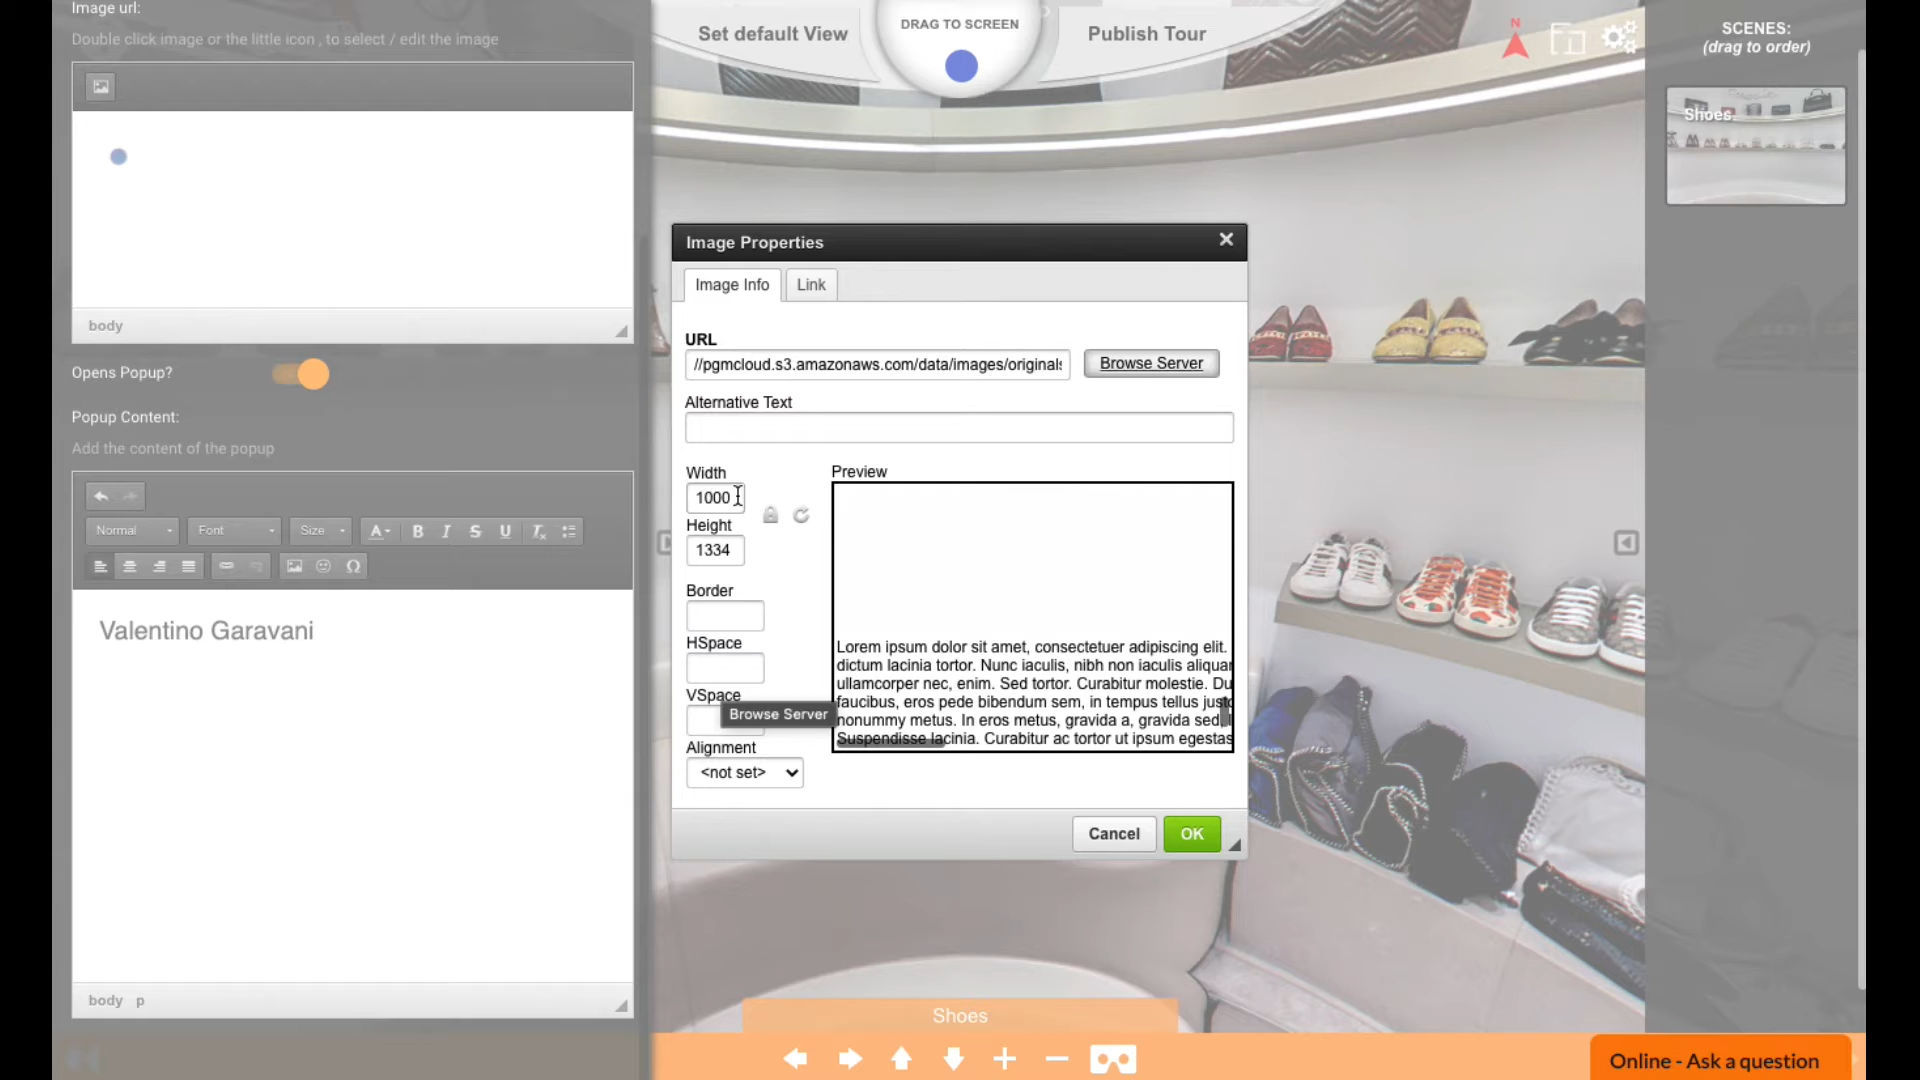 Image url:
Double click image or the little icon , to select / edit the image
body
Opens Popup?
Popup Content:
Add the content of the popup
Normal Font Size A B I S U Tx
Valentino Garavani
body p
Set default View
DRAG TO SCREEN
Publish Tour
N
SCENES:
(drag to order)
Shoes
Image Properties
Image Info Link
URL
//pgmcloud.s3.amazonaws.com/data/images/originals
Browse Server
Alternative Text
Width
1000
Height
1334
Border
HSpace
VSpace
Browse Server
Alignment
<not set>
Preview
Lorem ipsum dolor sit amet, consectetuer adipiscing elit.
dictum lacinia tortor. Nunc iaculis, nibh non iaculis aliquar
ullamcorper nec, enim. Sed tortor. Curabitur molestie. Du
faucibus, eros pede bibendum sem, in tempus tellus justo
nonummy metus. In eros metus, gravida a, gravida sed,
Suspendisse lacinia. Curabitur ac tortor ut ipsum egestas
Cancel OK
Shoes
Online - Ask a question